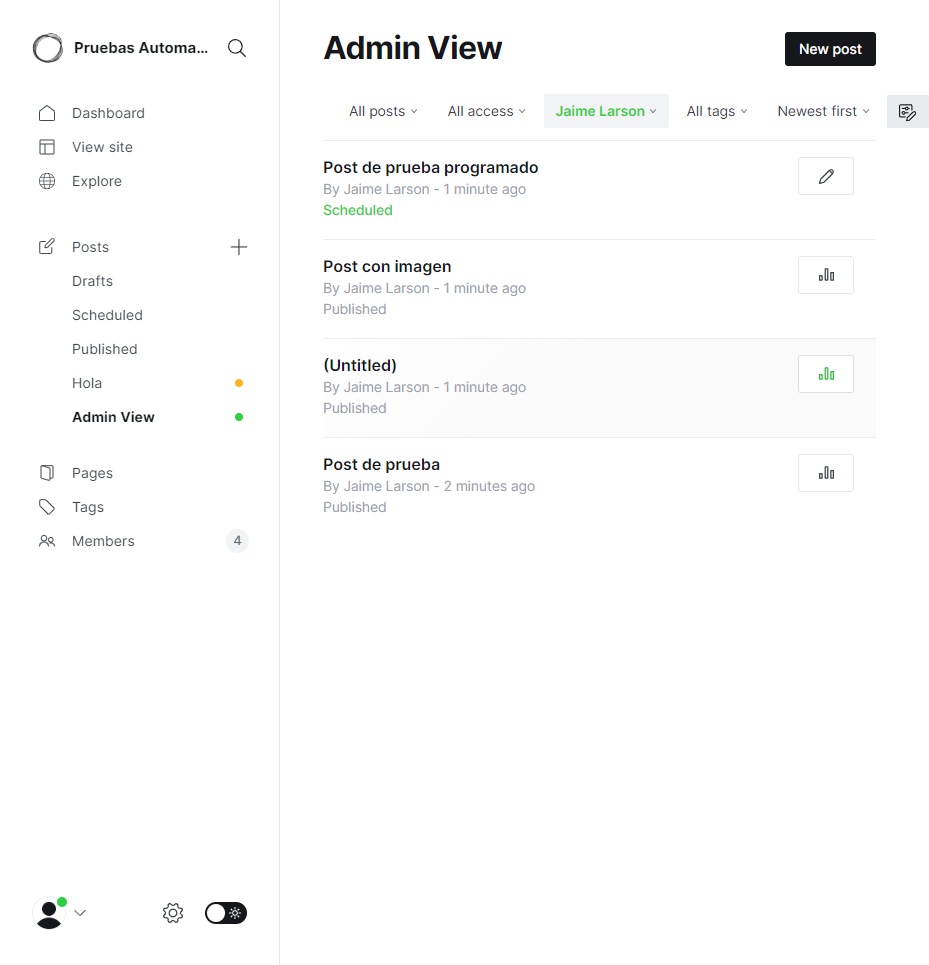 Pruebas Automa...
Dashboard
View site
Explore
Posts
Drafts
Scheduled
Published
Hola
Admin View
Pages
Tags
Members
4
Admin View
New post
All posts
All access
Jaime Larson
All tags
Newest first
Post de prueba programado
By Jaime Larson - 1 minute ago
Scheduled
Post con imagen
By Jaime Larson - 1 minute ago
Published
(Untitled)
By Jaime Larson - 1 minute ago
Published
Post de prueba
By Jaime Larson - 2 minutes ago
Published